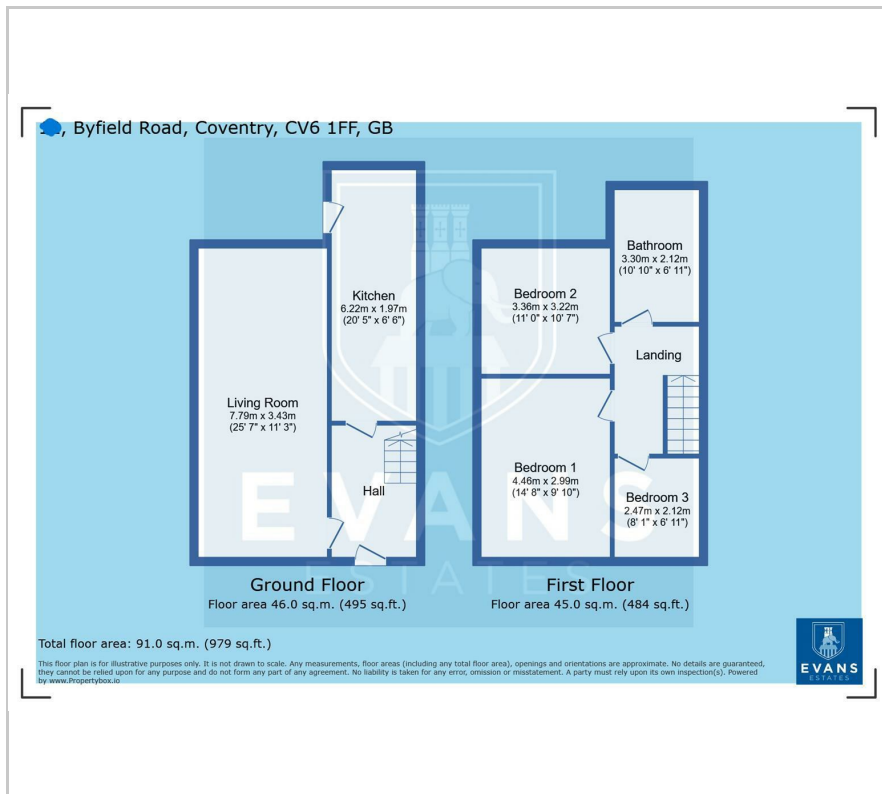 , Byfield Road, Coventry, CV6 1FF, GB
Kitchen
6.22m x 1.97m
(20' 5" x 6' 6")
Living Room
7.79m x 3.43m
(25' 7" x 11' 3")
Hall
Bathroom
3.30m x 2.12m
(10' 10" x 6' 11")
Bedroom 2
3.36m x 3.22m
(11' 0" x 10' 7")
Landing
Bedroom 1
4.46m x 2.99m
(14' 8" x 9' 10")
Bedroom 3
2.47m x 2.12m
(8' 1" x 6' 11")
EVANS
ESTATES
Ground Floor
Floor area 46.0 sq.m. (495 sq.ft.)
First Floor
Floor area 45.0 sq.m. (484 sq.ft.)
Total floor area: 91.0 sq.m. (979 sq.ft.)
This floor plan is for illustrative purposes only. It is not drawn to scale. Any measurements, floor areas (including any total floor area), openings and orientations are approximate. No details are guaranteed,
they cannot be relied upon for any purpose and do not form any part of any agreement. No liability is taken for any error, omission or misstatement. A party must rely upon its own inspection(s). Powered
by www.Propertybox.io
EVANS
ESTATES